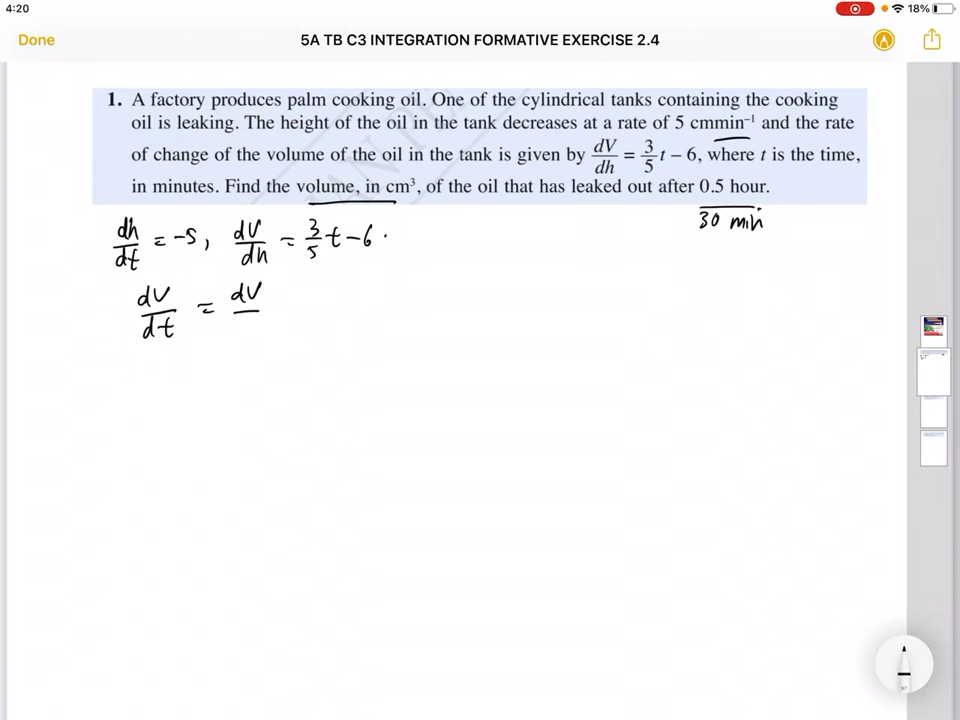 4:20
18%
Done
5A TB C3 INTEGRATION FORMATIVE EXERCISE 2.4
1. A factory produces palm cooking oil. One of the cylindrical tanks containing the cooking
oil is leaking. The height of the oil in the tank decreases at a rate of 5 cmmin⁻¹ and the rate
of change of the volume of the oil in the tank is given by dV/dh = 3/5 t – 6, where t is the time,
in minutes. Find the volume, in cm³, of the oil that has leaked out after 0.5 hour.
30 min
dh/dt = -5, dV/dh = 3/5 t - 6.
dV/dt = dV
97